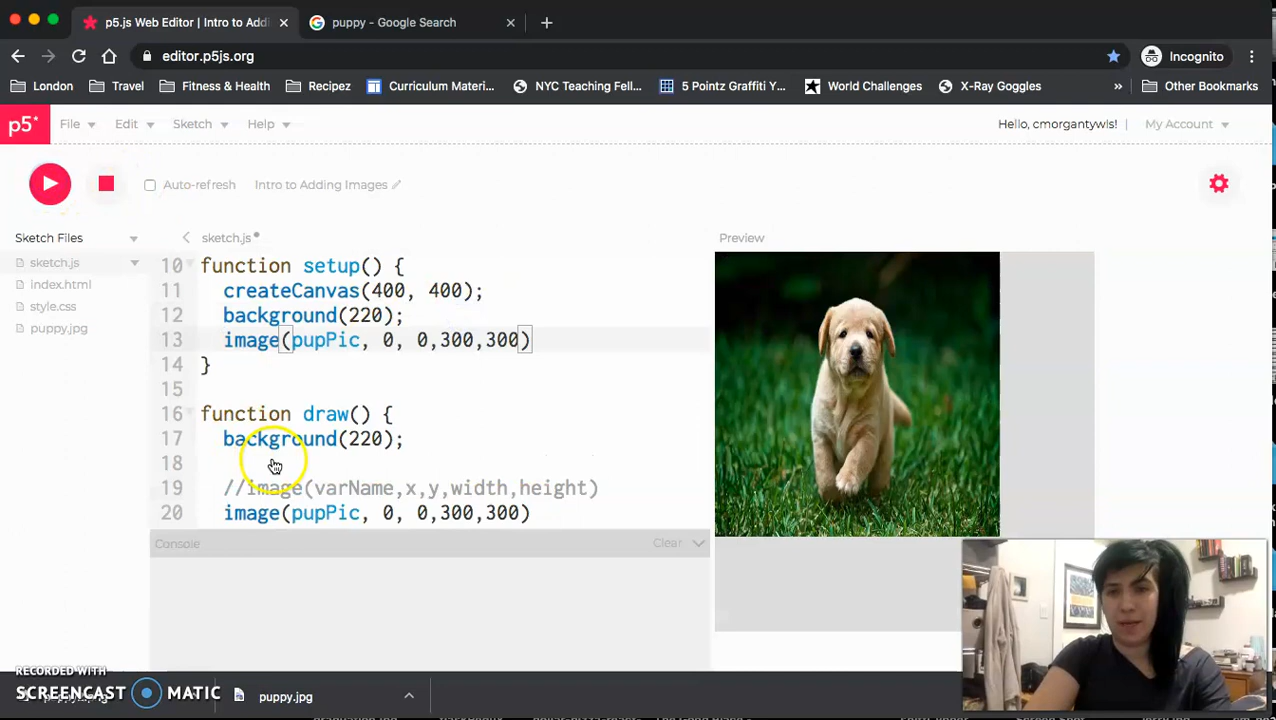 p5.js Web Editor | Intro to Addi
puppy - Google Search
editor.p5js.org
Incognito
London
Travel
Fitness & Health
Recipez
Curriculum Materi...
NYC Teaching Fell...
5 Pointz Graffiti Y...
World Challenges
X-Ray Goggles
»
Other Bookmarks
p5*
File
Edit
Sketch
Help
Hello, cmorgantywls!
My Account
Auto-refresh
Intro to Adding Images
Sketch Files
sketch.js
Preview
sketch.js
index.html
style.css
puppy.jpg
10 function setup() {
11 createCanvas(400, 400);
12 background(220);
13 image(pupPic, 0, 0,300,300)
14 }
15
16 function draw() {
17 background(220);
18
19 //image(varName,x,y,width,height)
20 image(pupPic, 0, 0,300,300)
Console
Clear
RECORDED WITH
SCREENCAST MATIC
puppy.jpg